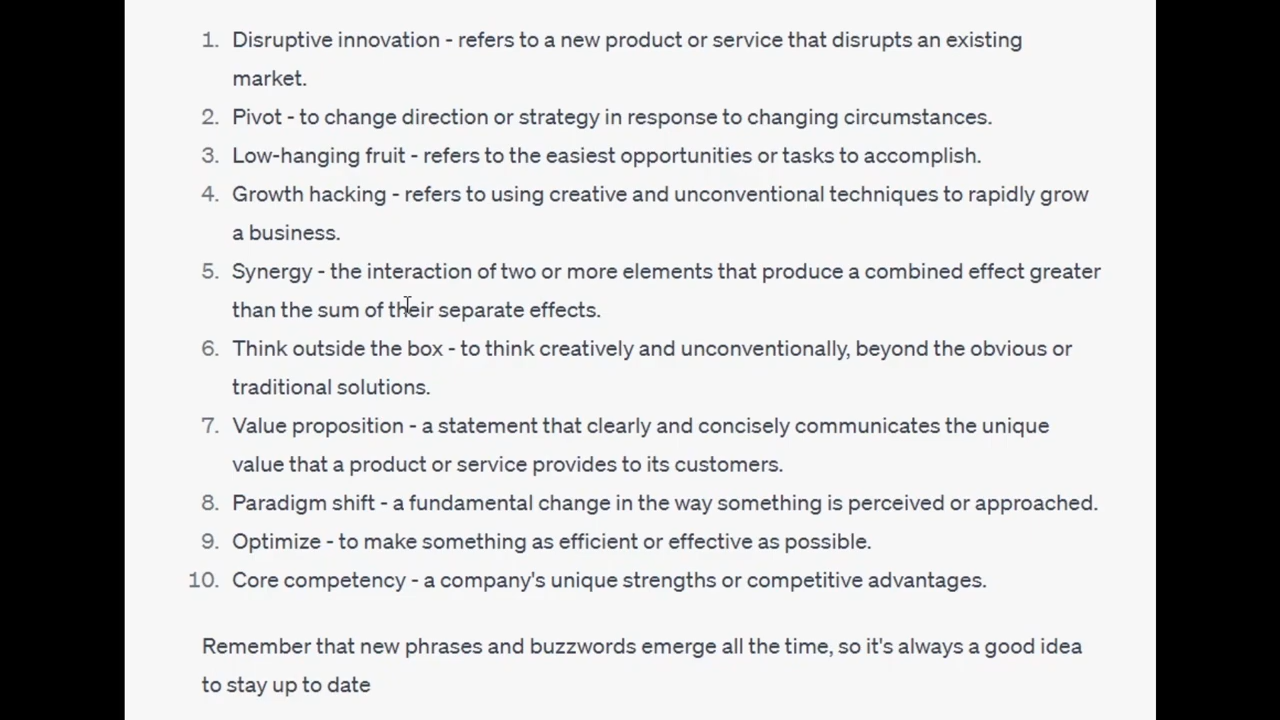 1. Disruptive innovation - refers to a new product or service that disrupts an existing
market.
2. Pivot - to change direction or strategy in response to changing circumstances.
3. Low-hanging fruit - refers to the easiest opportunities or tasks to accomplish.
4. Growth hacking - refers to using creative and unconventional techniques to rapidly grow
a business.
5. Synergy - the interaction of two or more elements that produce a combined effect greater
than the sum of their separate effects.
6. Think outside the box - to think creatively and unconventionally, beyond the obvious or
traditional solutions.
7. Value proposition - a statement that clearly and concisely communicates the unique
value that a product or service provides to its customers.
8. Paradigm shift - a fundamental change in the way something is perceived or approached.
9. Optimize - to make something as efficient or effective as possible.
10. Core competency - a company's unique strengths or competitive advantages.
Remember that new phrases and buzzwords emerge all the time, so it's always a good idea
to stay up to date